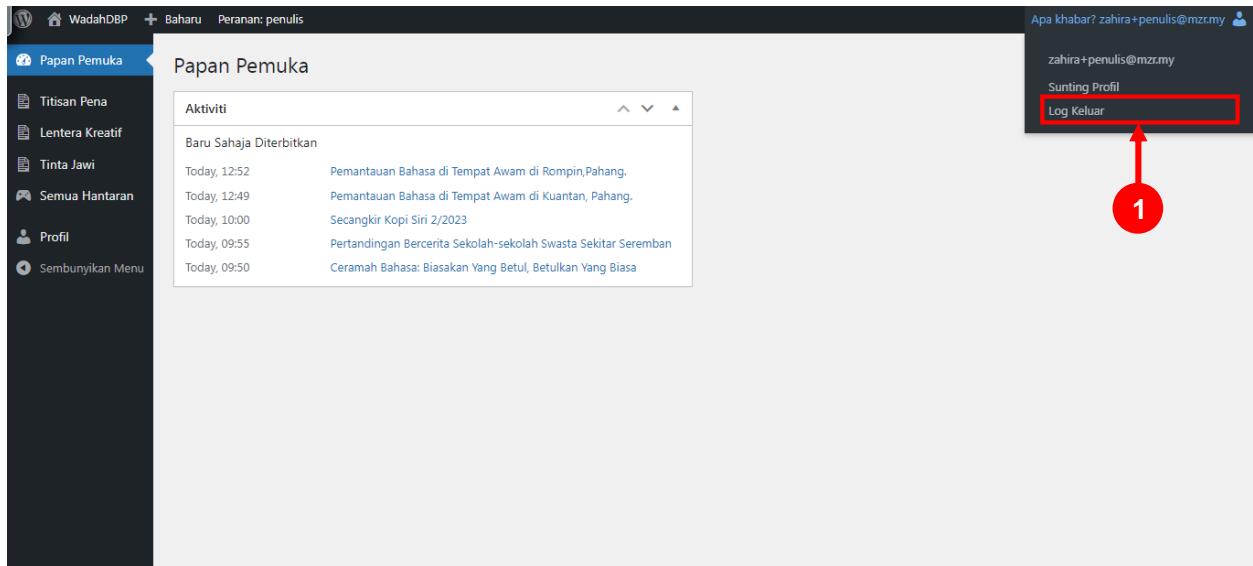 WadahDBP + Baharu Peranan: penulis Apa khabar? zahira+penulis@mzr.my
Papan Pemuka
Titisan Pena
Lentera Kreatif
Tinta Jawi
Semua Hantaran
Profil
Sembunyikan Menu
Papan Pemuka
Aktiviti
Baru Sahaja Diterbitkan
Today, 12:52 Pemantauan Bahasa di Tempat Awam di Rompin,Pahang.
Today, 12:49 Pemantauan Bahasa di Tempat Awam di Kuantan, Pahang.
Today, 10:00 Secangkir Kopi Siri 2/2023
Today, 09:55 Pertandingan Bercerita Sekolah-sekolah Swasta Sekitar Seremban
Today, 09:50 Ceramah Bahasa: Biasakan Yang Betul, Betulkan Yang Biasa
zahira+penulis@mzr.my
Sunting Profil
Log Keluar
1